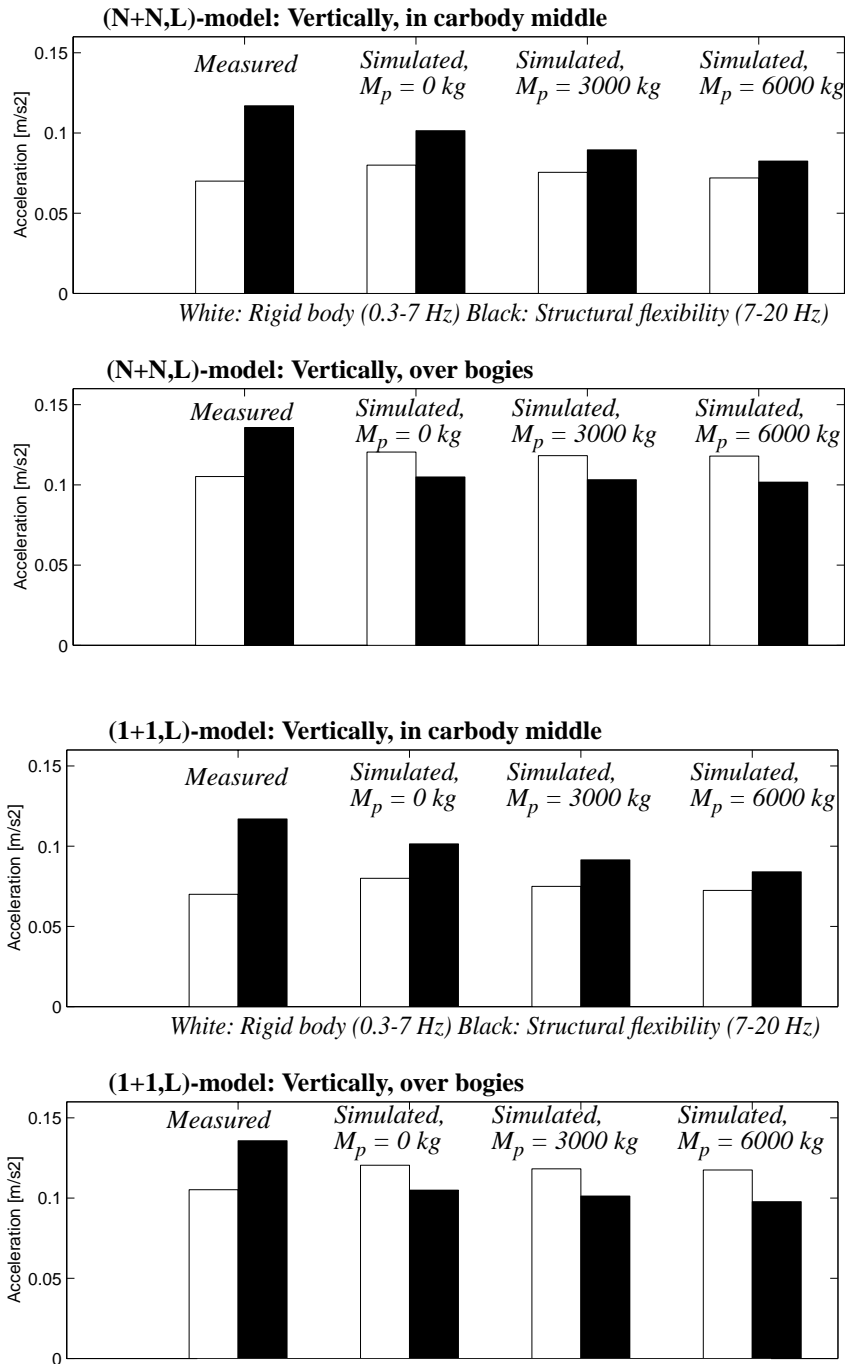 (N+N,L)-model: Vertically, in carbody middle
0.15
0.1
0.05
0
Acceleration [m/s2]
Measured
Simulated,
M_p = 0 kg
Simulated,
M_p = 3000 kg
Simulated,
M_p = 6000 kg
White: Rigid body (0.3-7 Hz) Black: Structural flexibility (7-20 Hz)
(N+N,L)-model: Vertically, over bogies
0.15
0.1
0.05
0
Acceleration [m/s2]
Measured
Simulated,
M_p = 0 kg
Simulated,
M_p = 3000 kg
Simulated,
M_p = 6000 kg
(1+1,L)-model: Vertically, in carbody middle
0.15
0.1
0.05
0
Acceleration [m/s2]
Measured
Simulated,
M_p = 0 kg
Simulated,
M_p = 3000 kg
Simulated,
M_p = 6000 kg
White: Rigid body (0.3-7 Hz) Black: Structural flexibility (7-20 Hz)
(1+1,L)-model: Vertically, over bogies
0.15
0.1
0.05
0
Acceleration [m/s2]
Measured
Simulated,
M_p = 0 kg
Simulated,
M_p = 3000 kg
Simulated,
M_p = 6000 kg